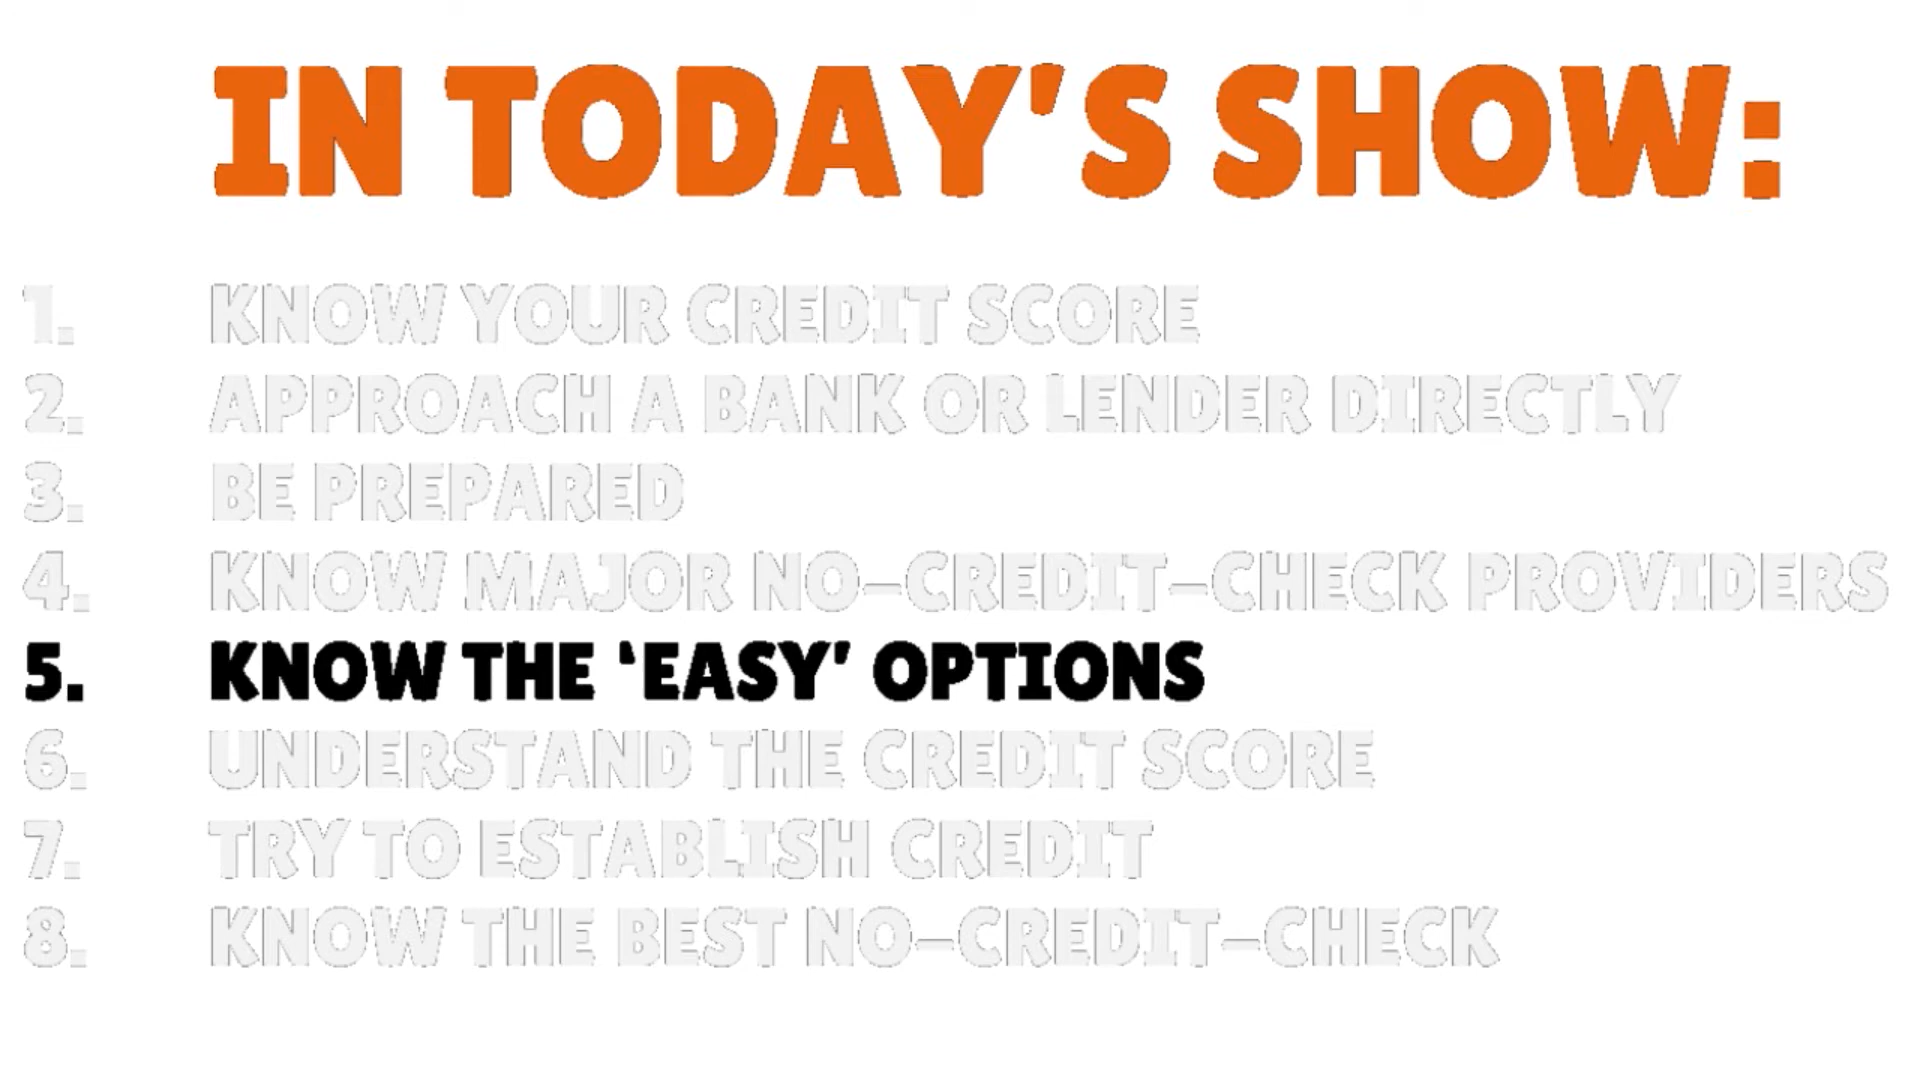 IN TODAY'S SHOW:
1. KNOW YOUR CREDIT SCORE
2. APPROACH A BANK OR LENDER DIRECTLY
3. BE PREPARED
4. KNOW MAJOR NO-CREDIT-CHECK PROVIDERS
5. KNOW THE ‘EASY’ OPTIONS
6. UNDERSTAND THE CREDIT SCORE
7. TRY TO ESTABLISH CREDIT
8. KNOW THE BEST NO-CREDIT-CHECK